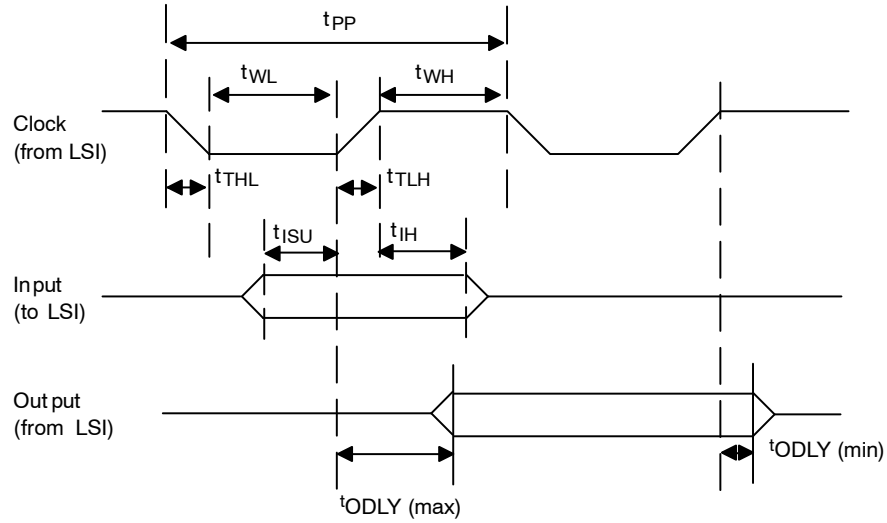 tPP
tWL
tWH
Clock
(from LSI)
tTHL
tTLH
tISU
tIH
Input
(to LSI)
Output
(from LSI)
tODLY (min)
tODLY (max)